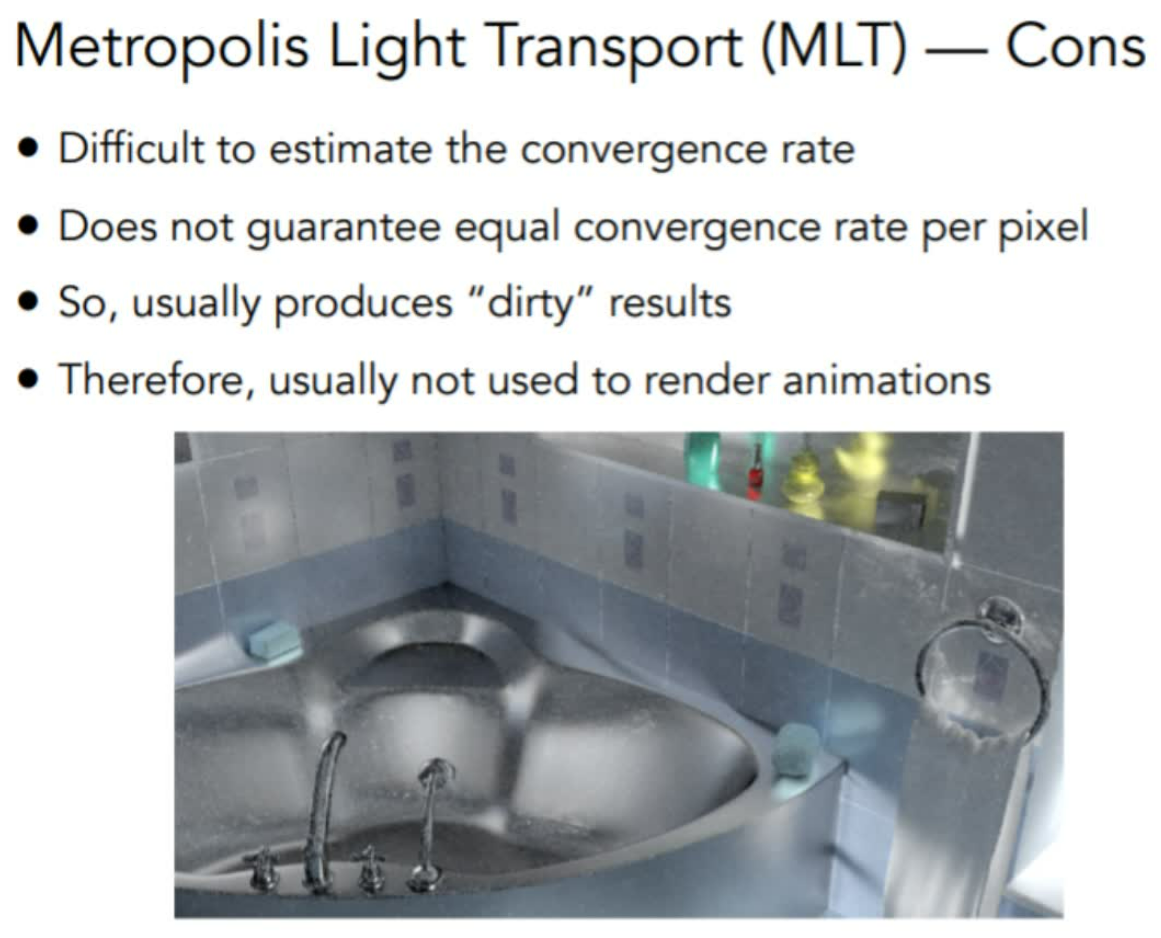 Metropolis Light Transport (MLT) — Cons
• Difficult to estimate the convergence rate
• Does not guarantee equal convergence rate per pixel
• So, usually produces “dirty” results
• Therefore, usually not used to render animations